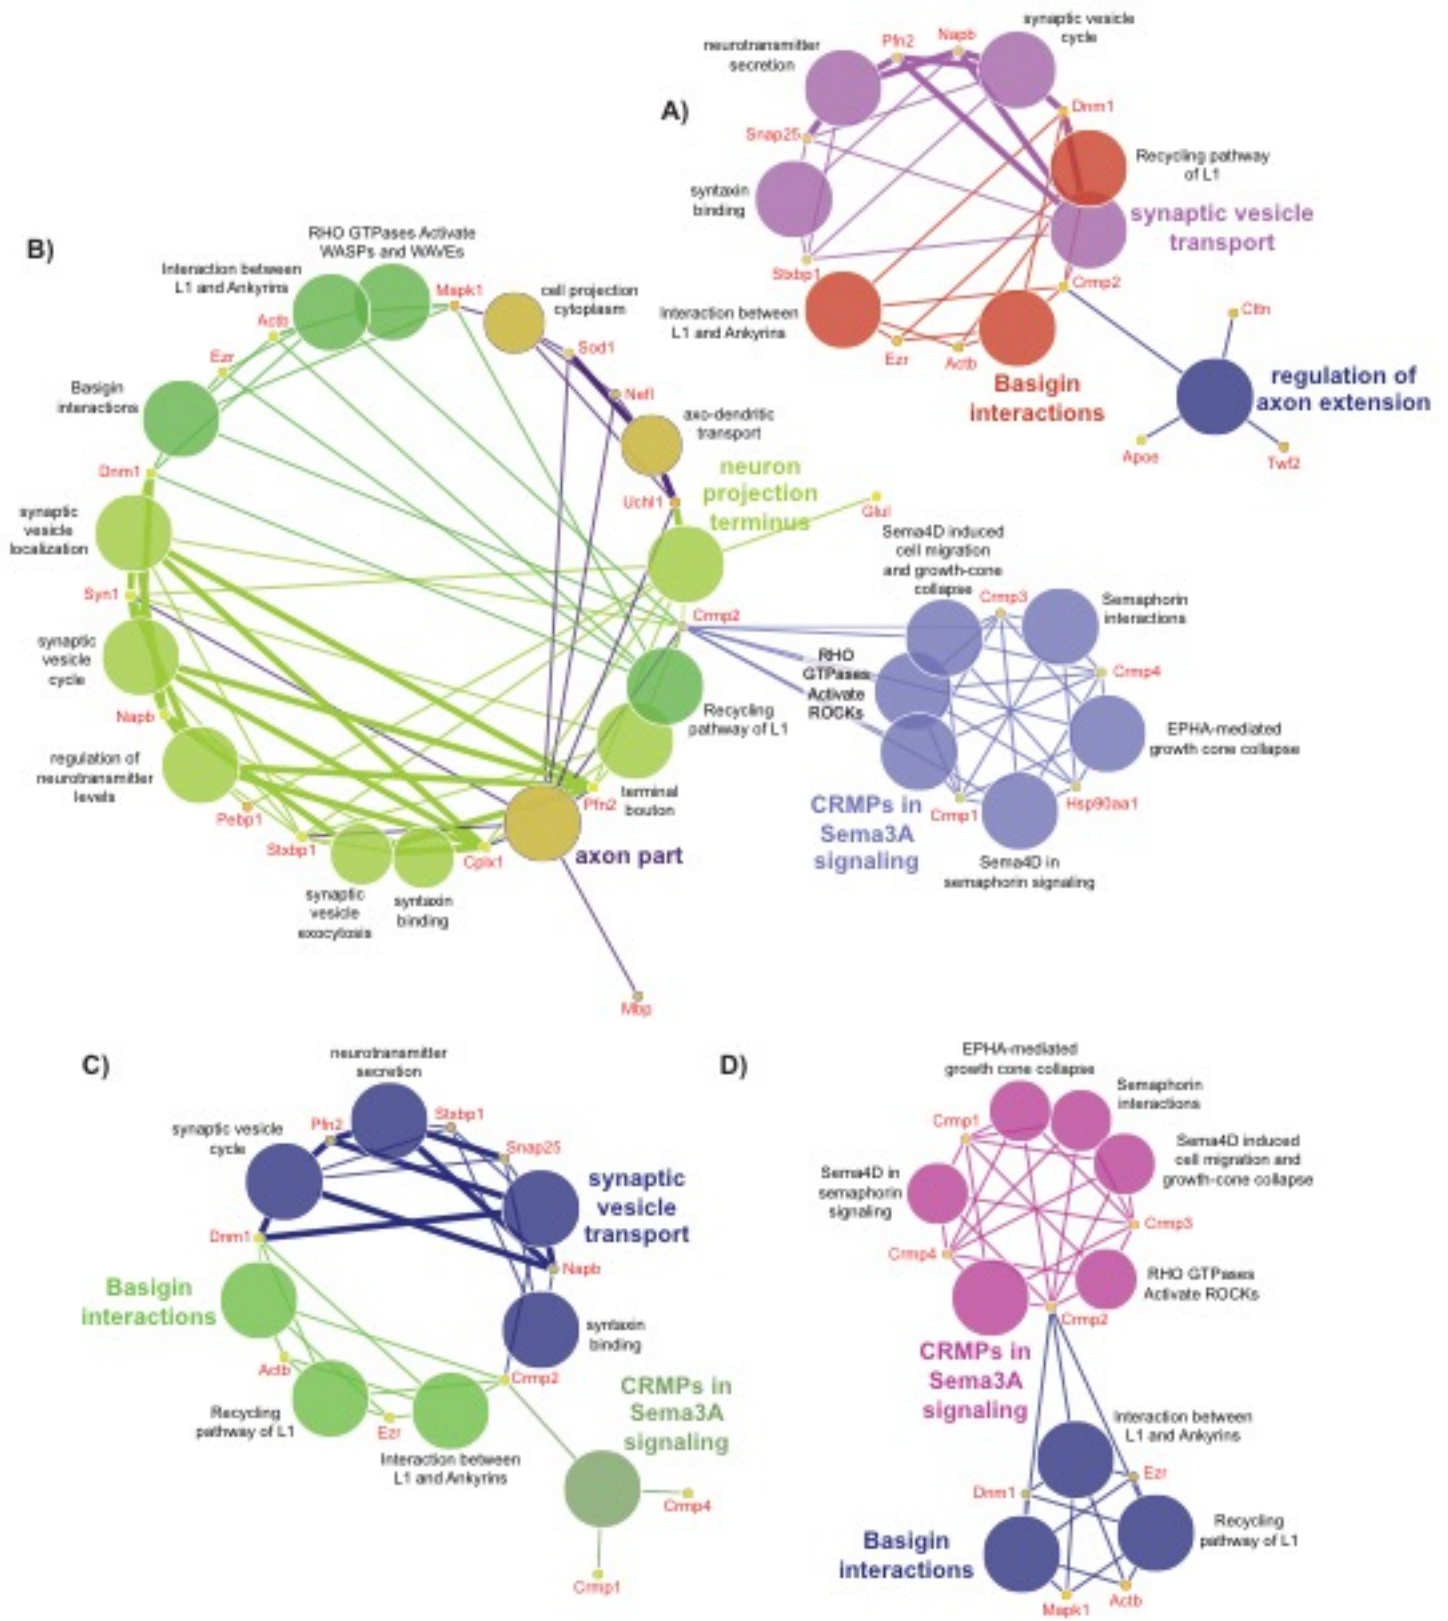 A)
neurotransmitter
secretion
Pfn2
Napb
synaptic vesicle
cycle
Dnm1
Snap25
Recycling pathway
of L1
syntaxin
binding
synaptic vesicle
transport
Stxbp1
Crmp2
Interaction between
L1 and Ankyrins
Ezr
Actb
Basigin
interactions
Cttn
regulation of
axon extension
Apoe
Twf2
B)
RHO GTPases Activate
WASPs and WAVEs
Interaction between
L1 and Ankyrins
Mapk1
cell projection
cytoplasm
Actb
Sod1
Ezr
Nefl
Basigin
interactions
axo-dendritic
transport
Dnm1
neuron
projection
terminus
Uchl1
Glul
synaptic
vesicle
localization
Syn1
Crmp2
synaptic
vesicle
cycle
Napb
Recycling
pathway of L1
regulation of
neurotransmitter
levels
Pebp1
Pfn2
terminal
bouton
Stxbp1
Cplx1
axon part
synaptic
vesicle
exocytosis
syntaxin
binding
Mbp
Sema4D induced
cell migration
and growth-cone
collapse
Crmp3
Semaphorin
interactions
RHO
GTPases
Activate
ROCKs
Crmp4
EPHA-mediated
growth cone collapse
Hsp90aa1
Crmp1
CRMPs in
Sema3A
signaling
Sema4D in
semaphorin signaling
C)
neurotransmitter
secretion
synaptic vesicle
cycle
Pfn2
Stxbp1
Snap25
synaptic
vesicle
transport
Dnm1
Napb
Basigin
interactions
syntaxin
binding
Actb
Crmp2
Recycling
pathway of L1
Ezr
Interaction between
L1 and Ankyrins
CRMPs in
Sema3A
signaling
Crmp4
Crmp1
D)
EPHA-mediated
growth cone collapse
Semaphorin
interactions
Crmp1
Sema4D induced
cell migration and
growth-cone collapse
Sema4D in
semaphorin
signaling
Crmp3
Crmp4
RHO GTPases
Activate ROCKs
Crmp2
CRMPs in
Sema3A
signaling
Interaction between
L1 and Ankyrins
Ezr
Dnm1
Recycling
pathway of L1
Basigin
interactions
Mapk1
Actb